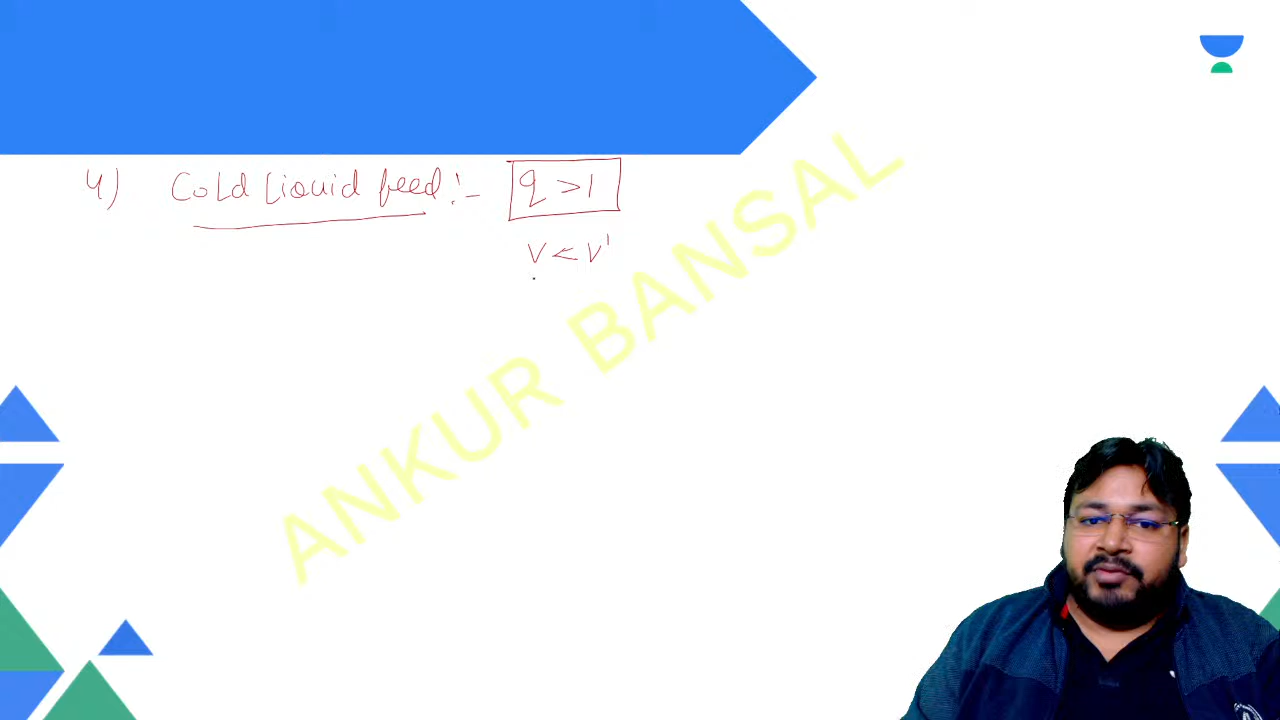 4) Cold Liquid feed :- q > 1
V < V'
ANKUR BANSAL